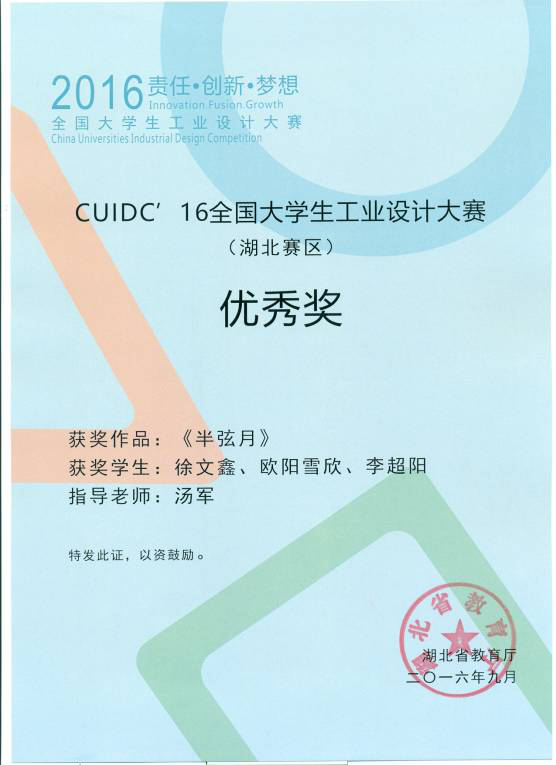 2016 责任·创新·梦想
Innovation.Fusion.Growth
全国大学生工业设计大赛
China Universities Industrial Design Competition
CUIDC' 16全国大学生工业设计大赛
（湖北赛区）
优秀奖
获奖作品：《半弦月》
获奖学生：徐文鑫、欧阳雪欣、李超阳
指导老师：汤军
特发此证，以资鼓励。
湖北省教育厅
湖北省教育厅
二〇一六年九月